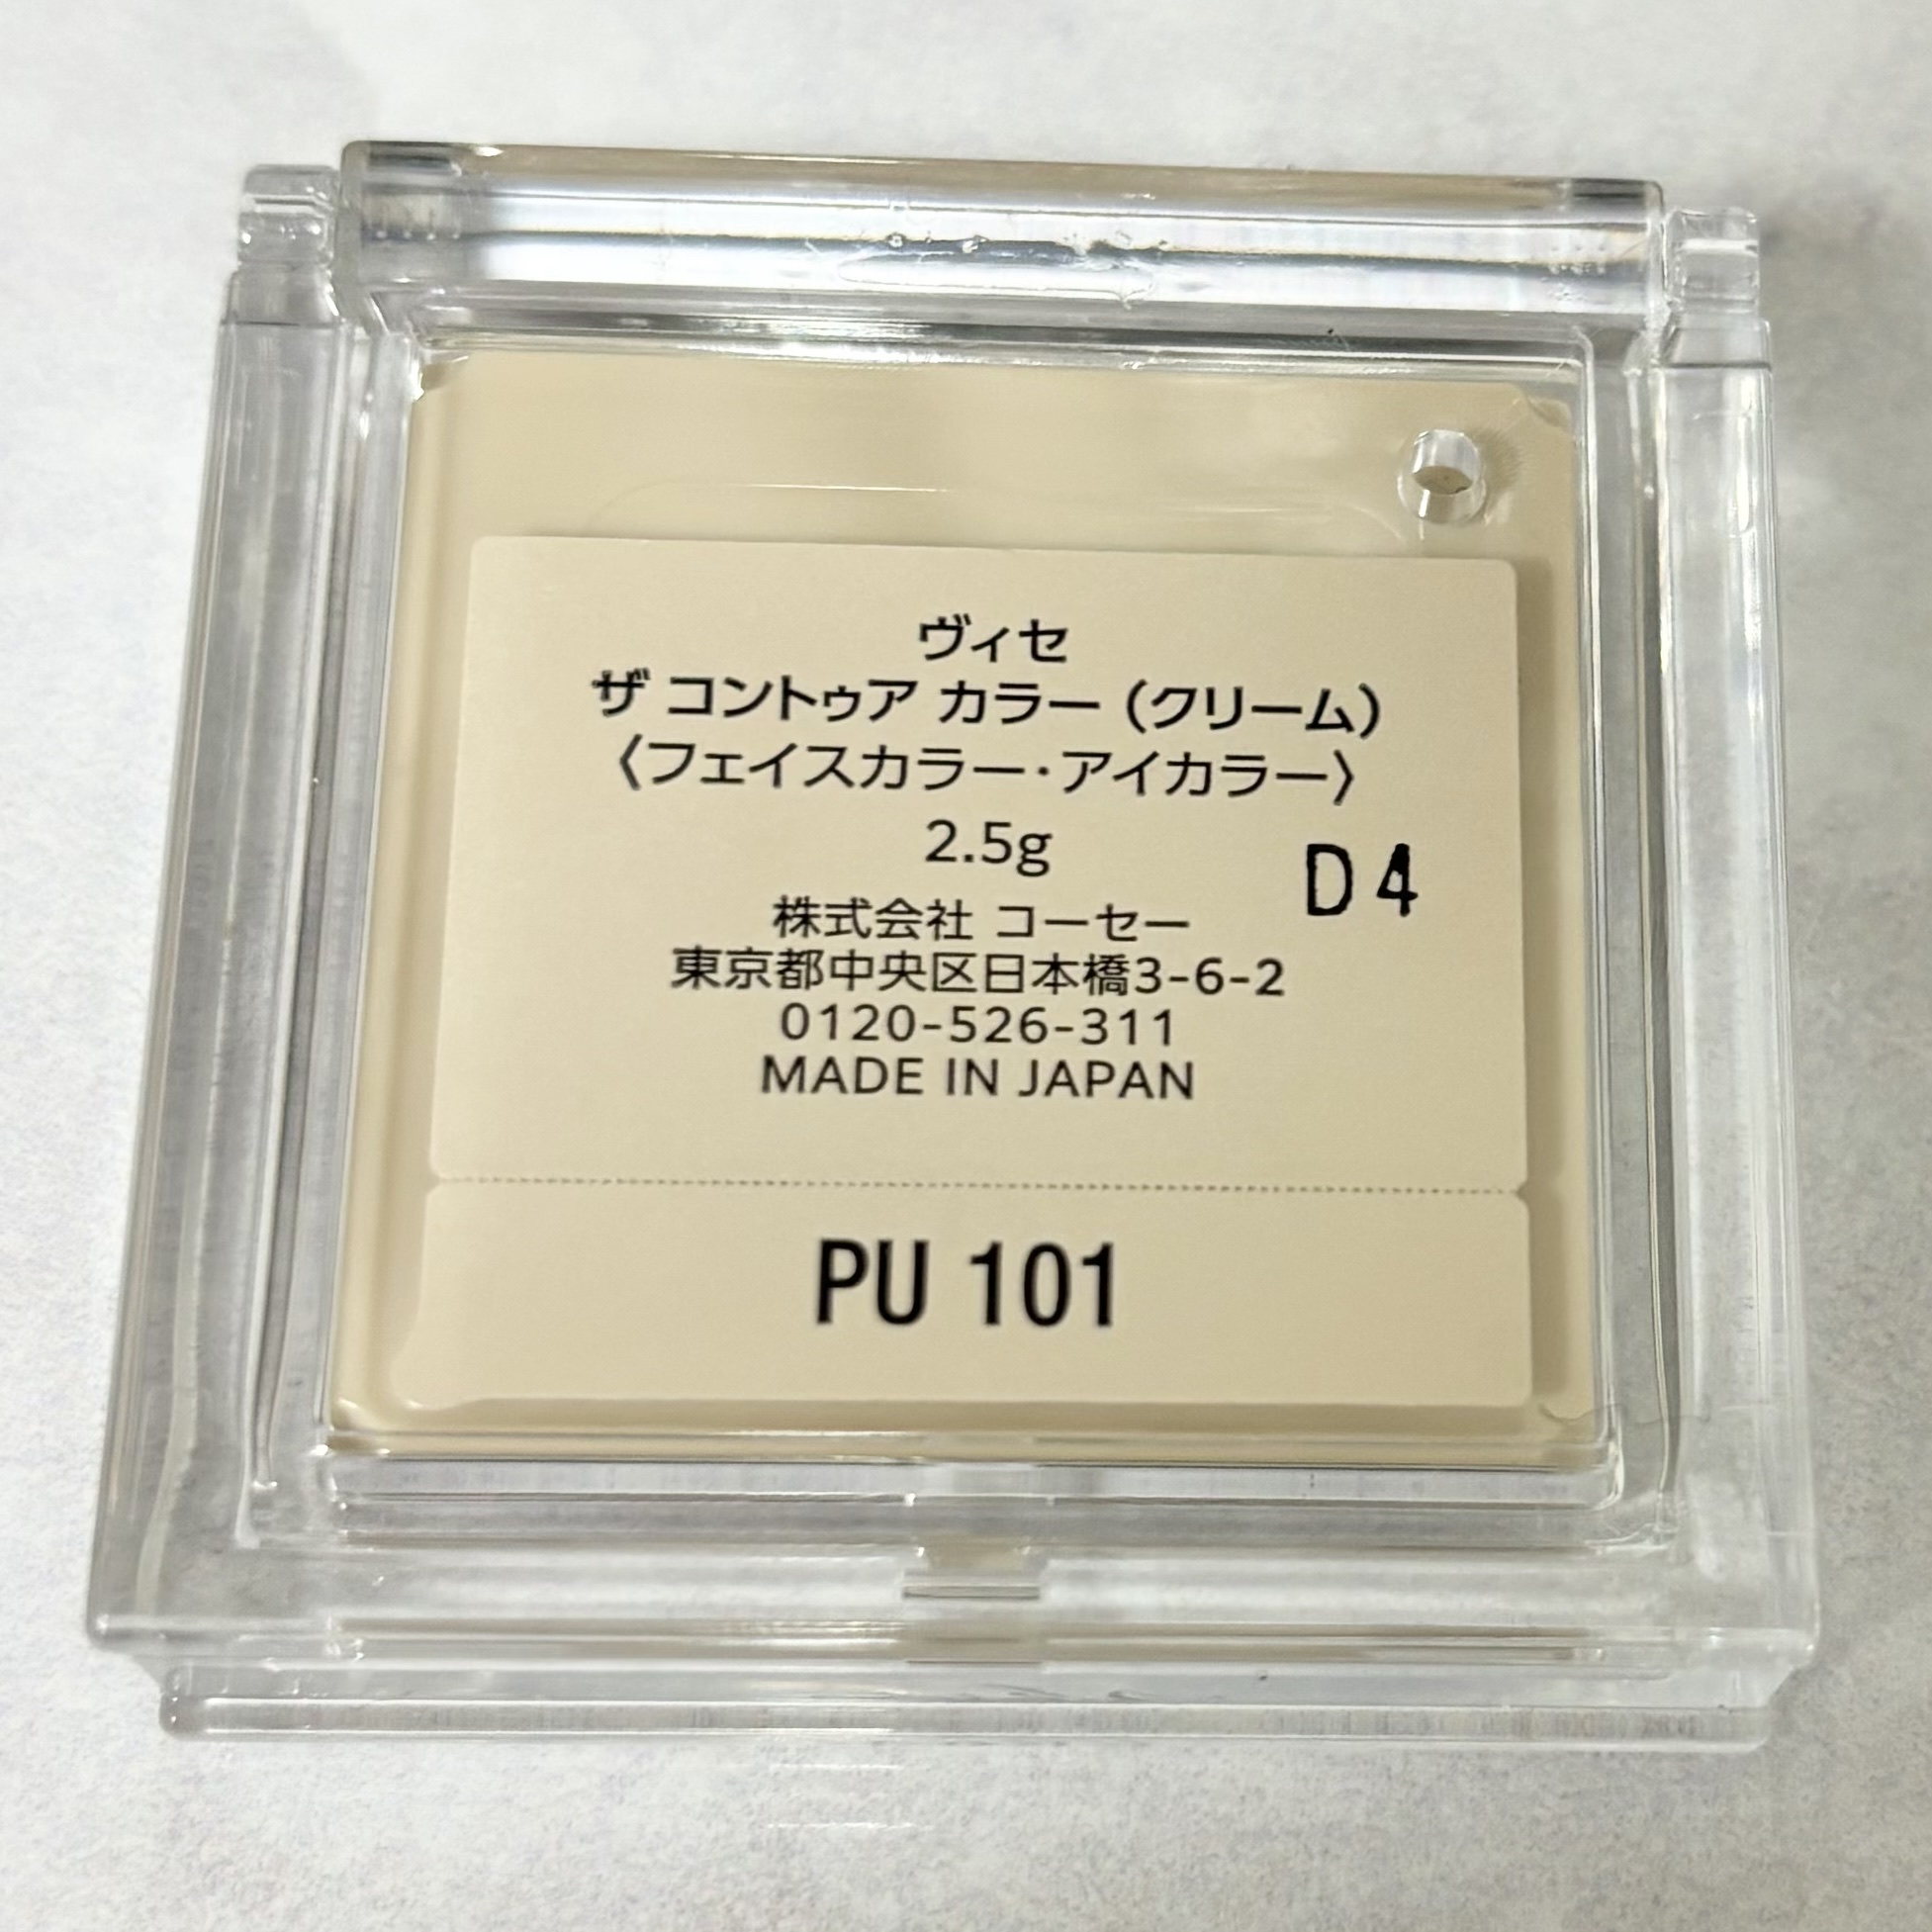 ヴィセ
ザ コントゥア カラー（クリーム）
〈フェイスカラー・アイカラー〉
2.5g
D4
株式会社 コーセー
東京都中央区日本橋3-6-2
0120-526-311
MADE IN JAPAN
PU 101